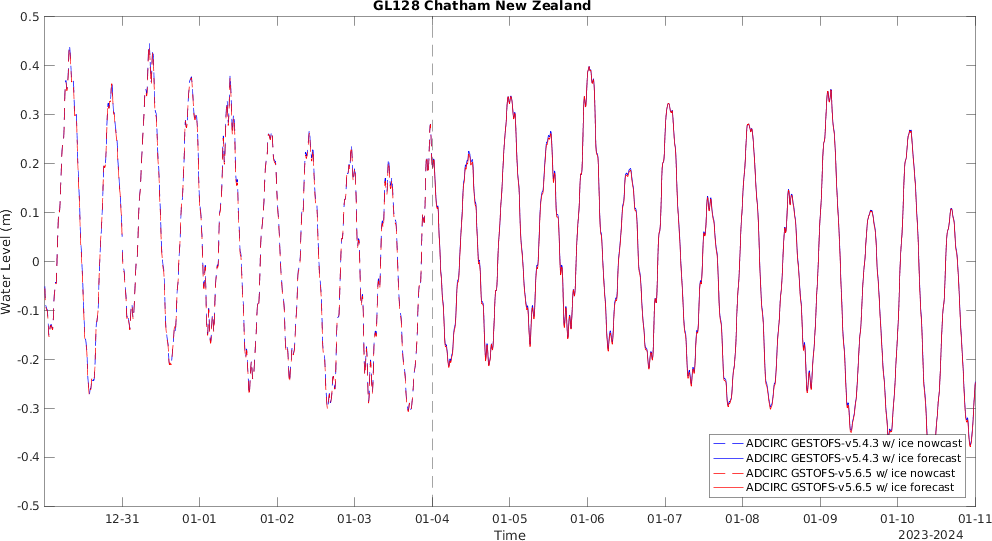 GL128 Chatham New Zealand
0.5
0.4
0.3
0.2
0.1
0
-0.1
-0.2
-0.3
-0.4
-0.5
Water Level (m)
ADCIRC GESTOFS-v5.4.3 w/ ice nowcast
ADCIRC GESTOFS-v5.4.3 w/ ice forecast
ADCIRC GSTOFS-v5.6.5 w/ ice nowcast
ADCIRC GSTOFS-v5.6.5 w/ ice forecast
12-31 01-01 01-02 01-03 01-04 01-05 01-06 01-07 01-08 01-09 01-10 01-11
Time
2023-2024